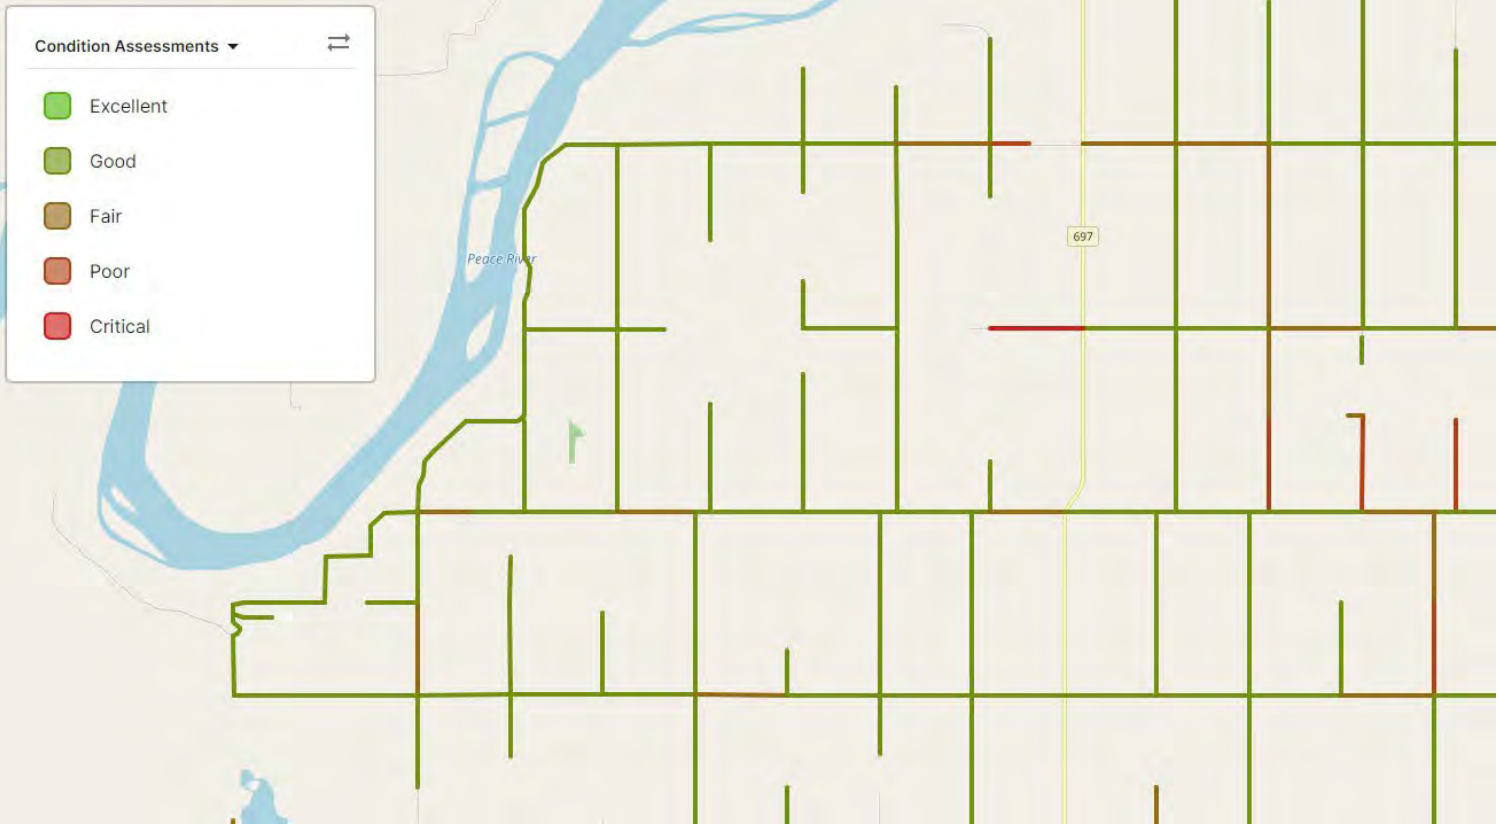 Condition Assessments
Excellent
Good
Fair
Poor
Critical
697
Peace River